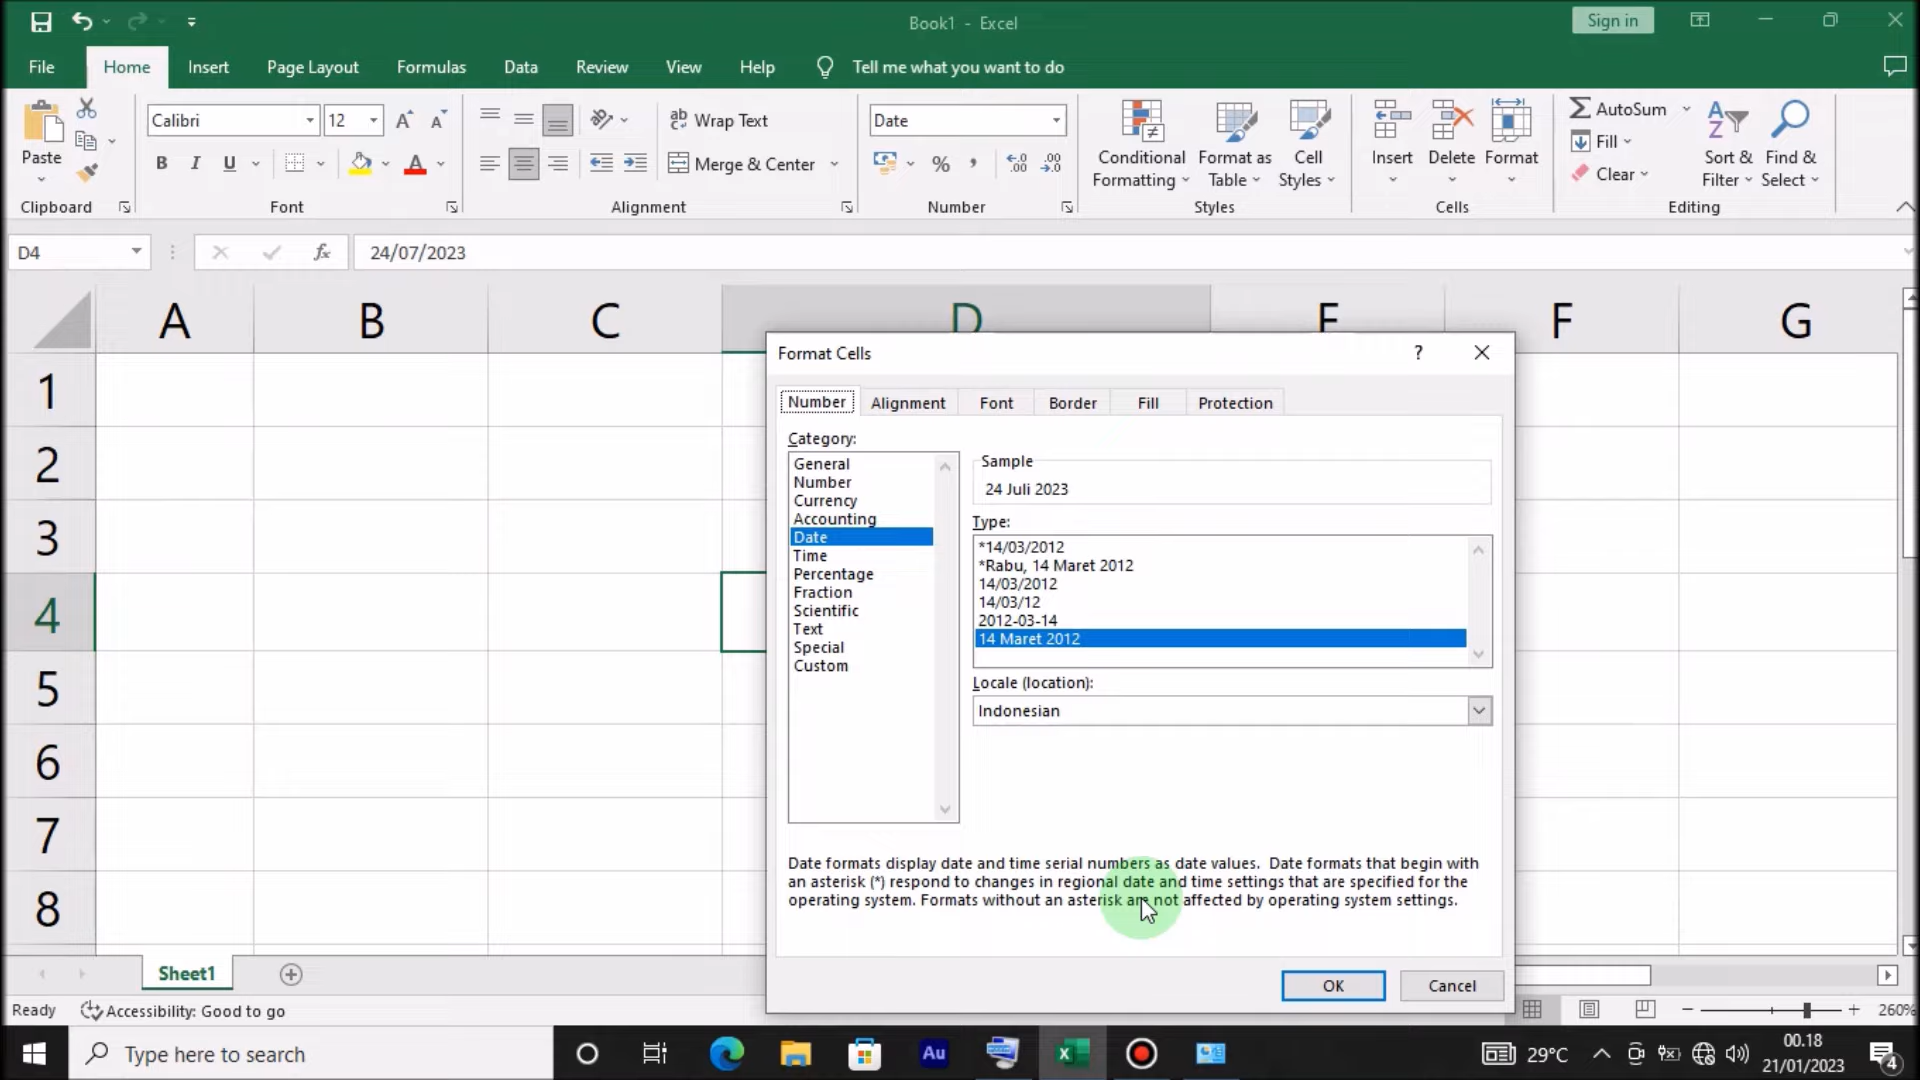 Book1 - Excel
Sign in
File Home Insert Page Layout Formulas Data Review View Help Tell me what you want to do
Calibri 12
Wrap Text
Date
AutoSum
Paste
B I U
Merge & Center
% ,
Conditional Formatting
Format as Table
Cell Styles
Insert Delete Format
Fill
Clear
Sort & Filter
Find & Select
Clipboard Font Alignment Number Styles Cells Editing
D4 fx 24/07/2023
A B C D E F G
1
2
3
4
5
6
7
8
Format Cells ?
Number Alignment Font Border Fill Protection
Category:
General
Number
Currency
Accounting
Date
Time
Percentage
Fraction
Scientific
Text
Special
Custom
Sample
24 Juli 2023
Type:
*14/03/2012
*Rabu, 14 Maret 2012
14/03/2012
14/03/12
2012-03-14
14 Maret 2012
Locale (location):
Indonesian
Date formats display date and time serial numbers as date values. Date formats that begin with
an asterisk (*) respond to changes in regional date and time settings that are specified for the
operating system. Formats without an asterisk are not affected by operating system settings.
OK Cancel
Sheet1
Ready Accessibility: Good to go 260%
Type here to search
Au
29°C
00.18
21/01/2023
4